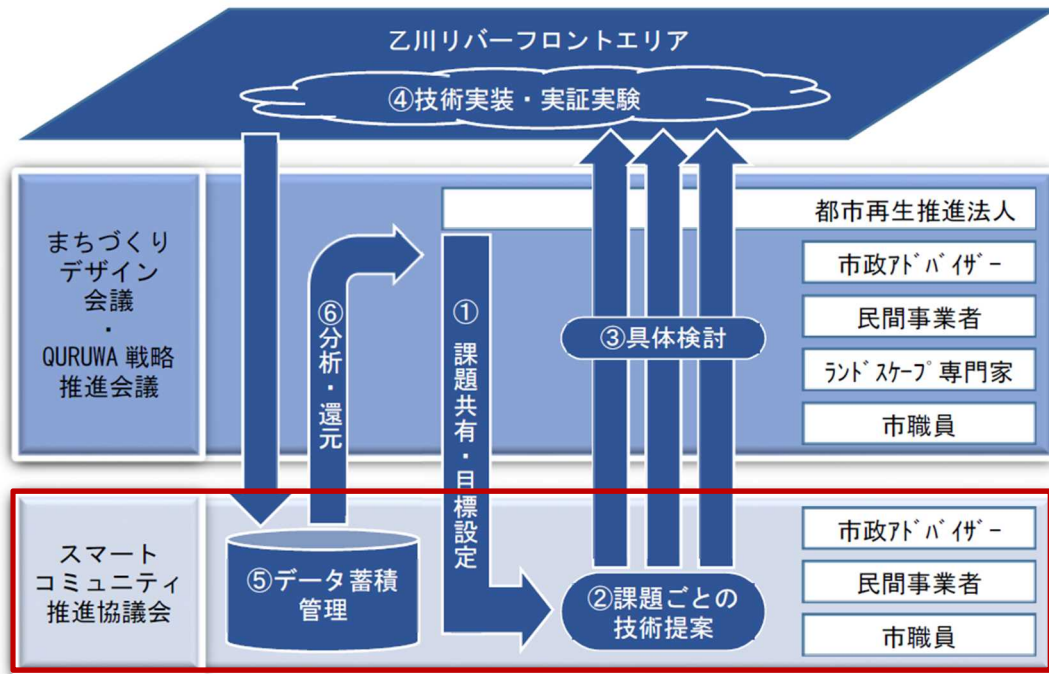 乙川リバーフロントエリア
④技術実装・実証実験
まちづくり
デザイン
会議
・
QURUWA 戦略
推進会議
⑥分析・還元
①課題共有・目標設定
③具体検討
都市再生推進法人
市政ｱﾄﾞﾊﾞｲｻﾞｰ
民間事業者
ﾗﾝﾄﾞｽｹｰﾌﾟ専門家
市職員
スマート
コミュニティ
推進協議会
⑤データ蓄積
管理
②課題ごとの
技術提案
市政ｱﾄﾞﾊﾞｲｻﾞｰ
民間事業者
市職員